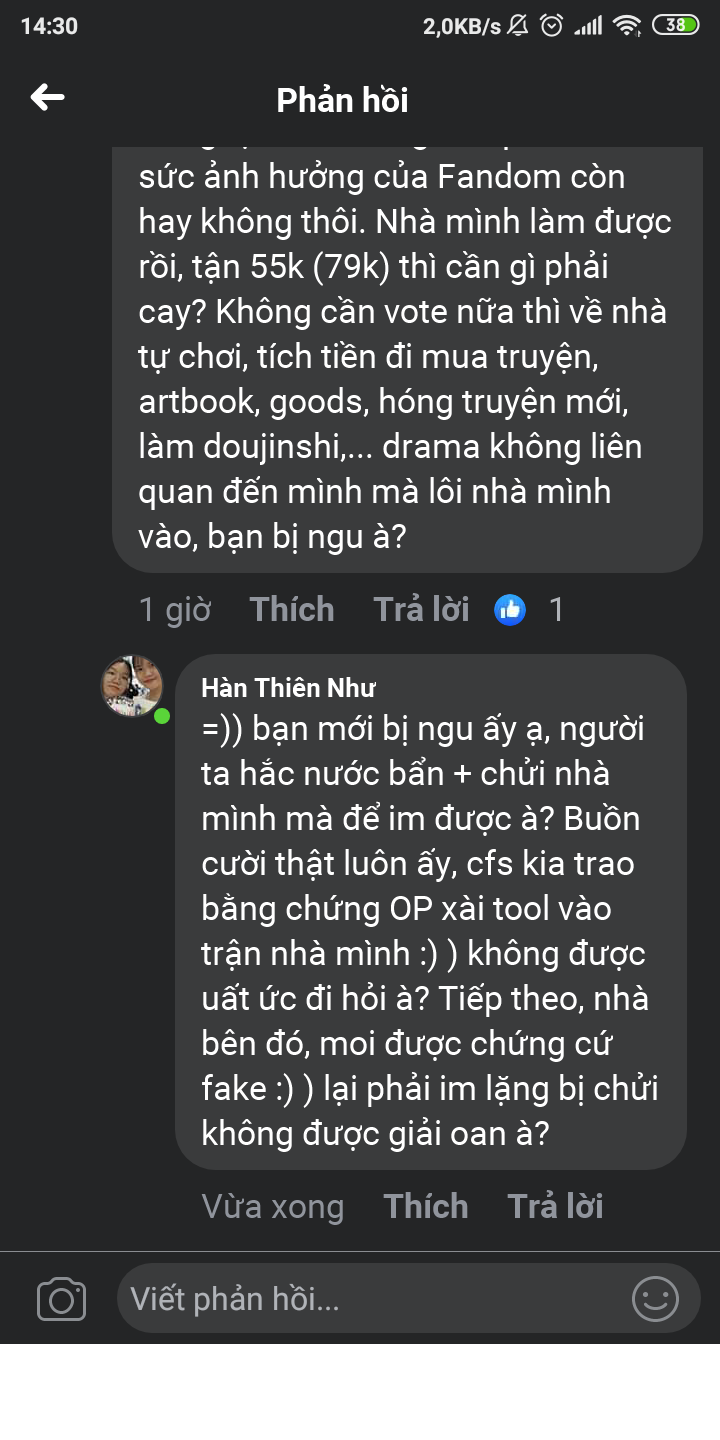 14:30
2,0KB/s
38
Phản hồi
sức ảnh hưởng của Fandom còn
hay không thôi. Nhà mình làm được
rồi, tận 55k (79k) thì cần gì phải
cay? Không cần vote nữa thì về nhà
tự chơi, tích tiền đi mua truyện,
artbook, goods, hóng truyện mới,
làm doujinshi,... drama không liên
quan đến mình mà lôi nhà mình
vào, bạn bị ngu à?
1 giờ Thích Trả lời 1
Hàn Thiên Như
=)) bạn mới bị ngu ấy ạ, người
ta hắc nước bẩn + chửi nhà
mình mà để im được à? Buồn
cười thật luôn ấy, cfs kia trao
bằng chứng OP xài tool vào
trận nhà mình :) ) không được
uất ức đi hỏi à? Tiếp theo, nhà
bên đó, moi được chứng cứ
fake :) ) lại phải im lặng bị chửi
không được giải oan à?
Vừa xong Thích Trả lời
Viết phản hồi...